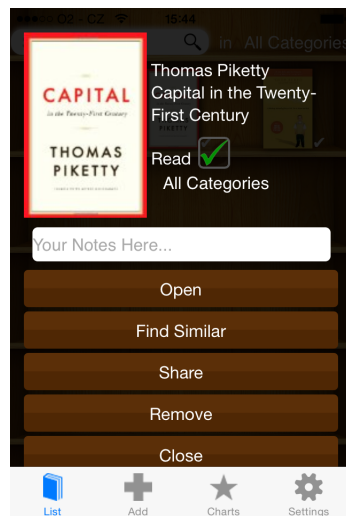 O2 - CZ 15:44
in All Categories
CAPITAL
in the Twenty-First Century
THOMAS
PIKETTY
Thomas Piketty
Capital in the Twenty-
First Century
Read
All Categories
Your Notes Here...
Open
Find Similar
Share
Remove
Close
List Add Charts Settings